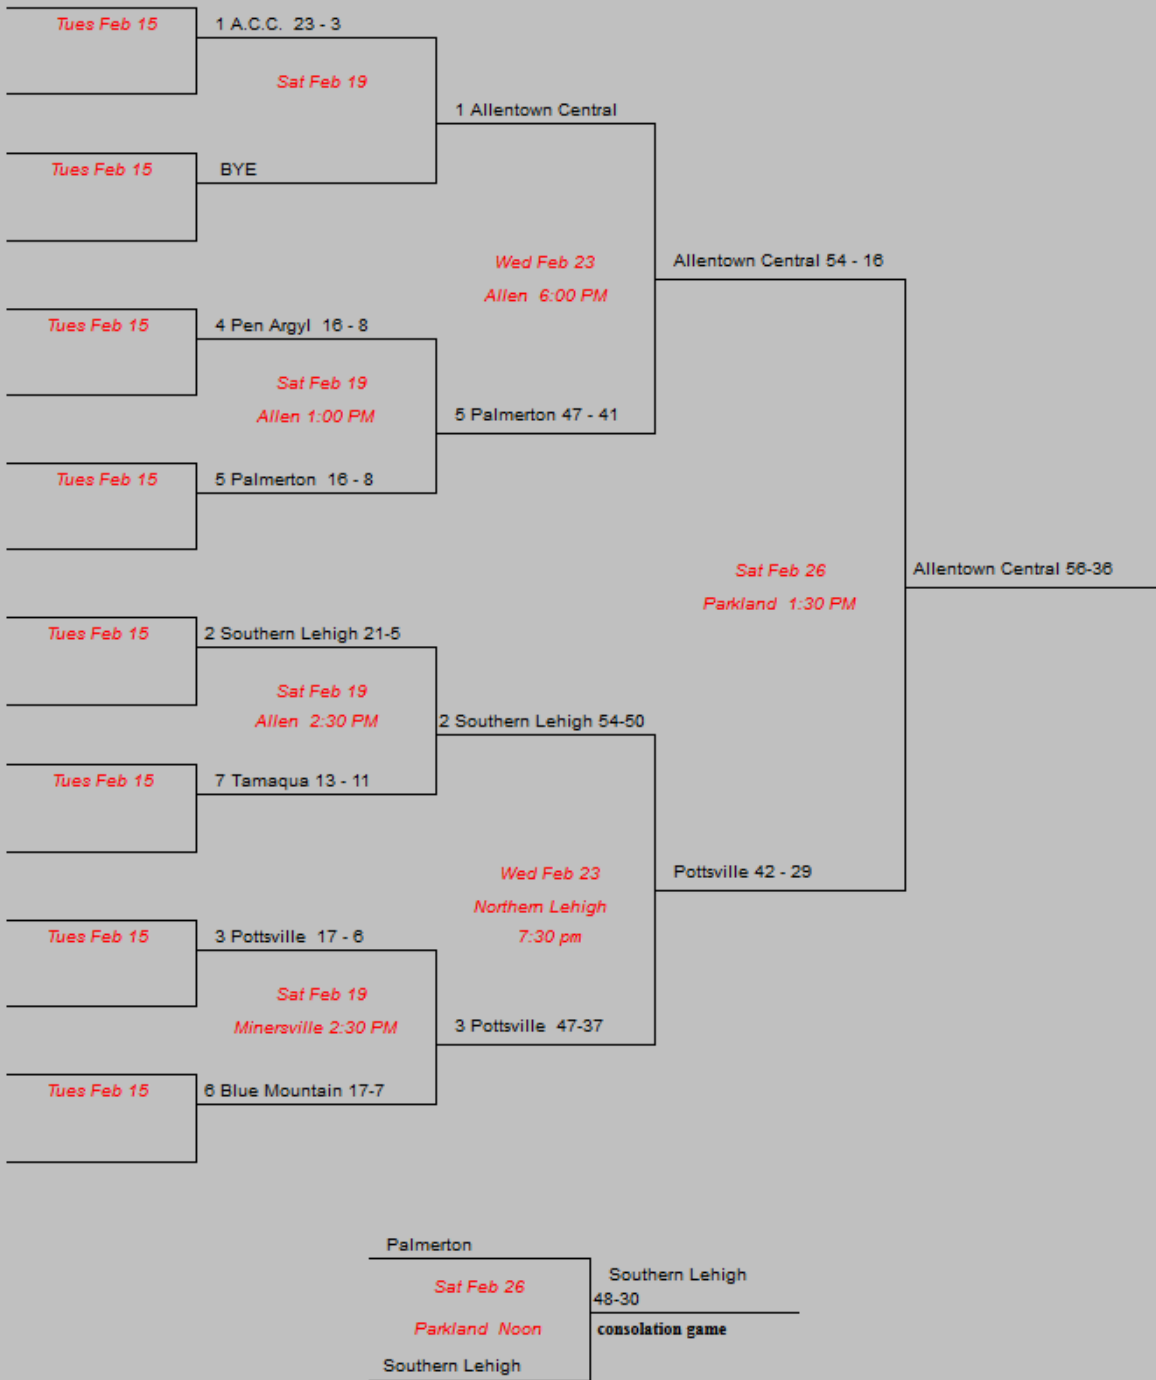 Tues Feb 15
1 A.C.C. 23 - 3
Sat Feb 19
1 Allentown Central
Tues Feb 15
BYE
Wed Feb 23
Allen 6:00 PM
Allentown Central 54 - 16
Tues Feb 15
4 Pen Argyl 16 - 8
Sat Feb 19
Allen 1:00 PM
5 Palmerton 47 - 41
Tues Feb 15
5 Palmerton 16 - 8
Sat Feb 26
Parkland 1:30 PM
Allentown Central 56-36
Tues Feb 15
2 Southern Lehigh 21-5
Sat Feb 19
Allen 2:30 PM
2 Southern Lehigh 54-50
Tues Feb 15
7 Tamaqua 13 - 11
Wed Feb 23
Northern Lehigh
7:30 pm
Pottsville 42 - 29
Tues Feb 15
3 Pottsville 17 - 6
Sat Feb 19
Minersville 2:30 PM
3 Pottsville 47-37
Tues Feb 15
6 Blue Mountain 17-7
Palmerton
Sat Feb 26
Parkland Noon
Southern Lehigh
48-30
consolation game
Southern Lehigh